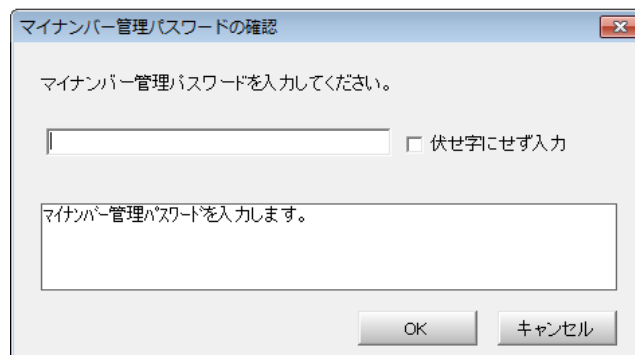 マイナンバー管理パスワードの確認
マイナンバー管理パスワードを入力してください。
伏せ字にせず入力
マイナンバー管理パスワードを入力します。
OK
キャンセル